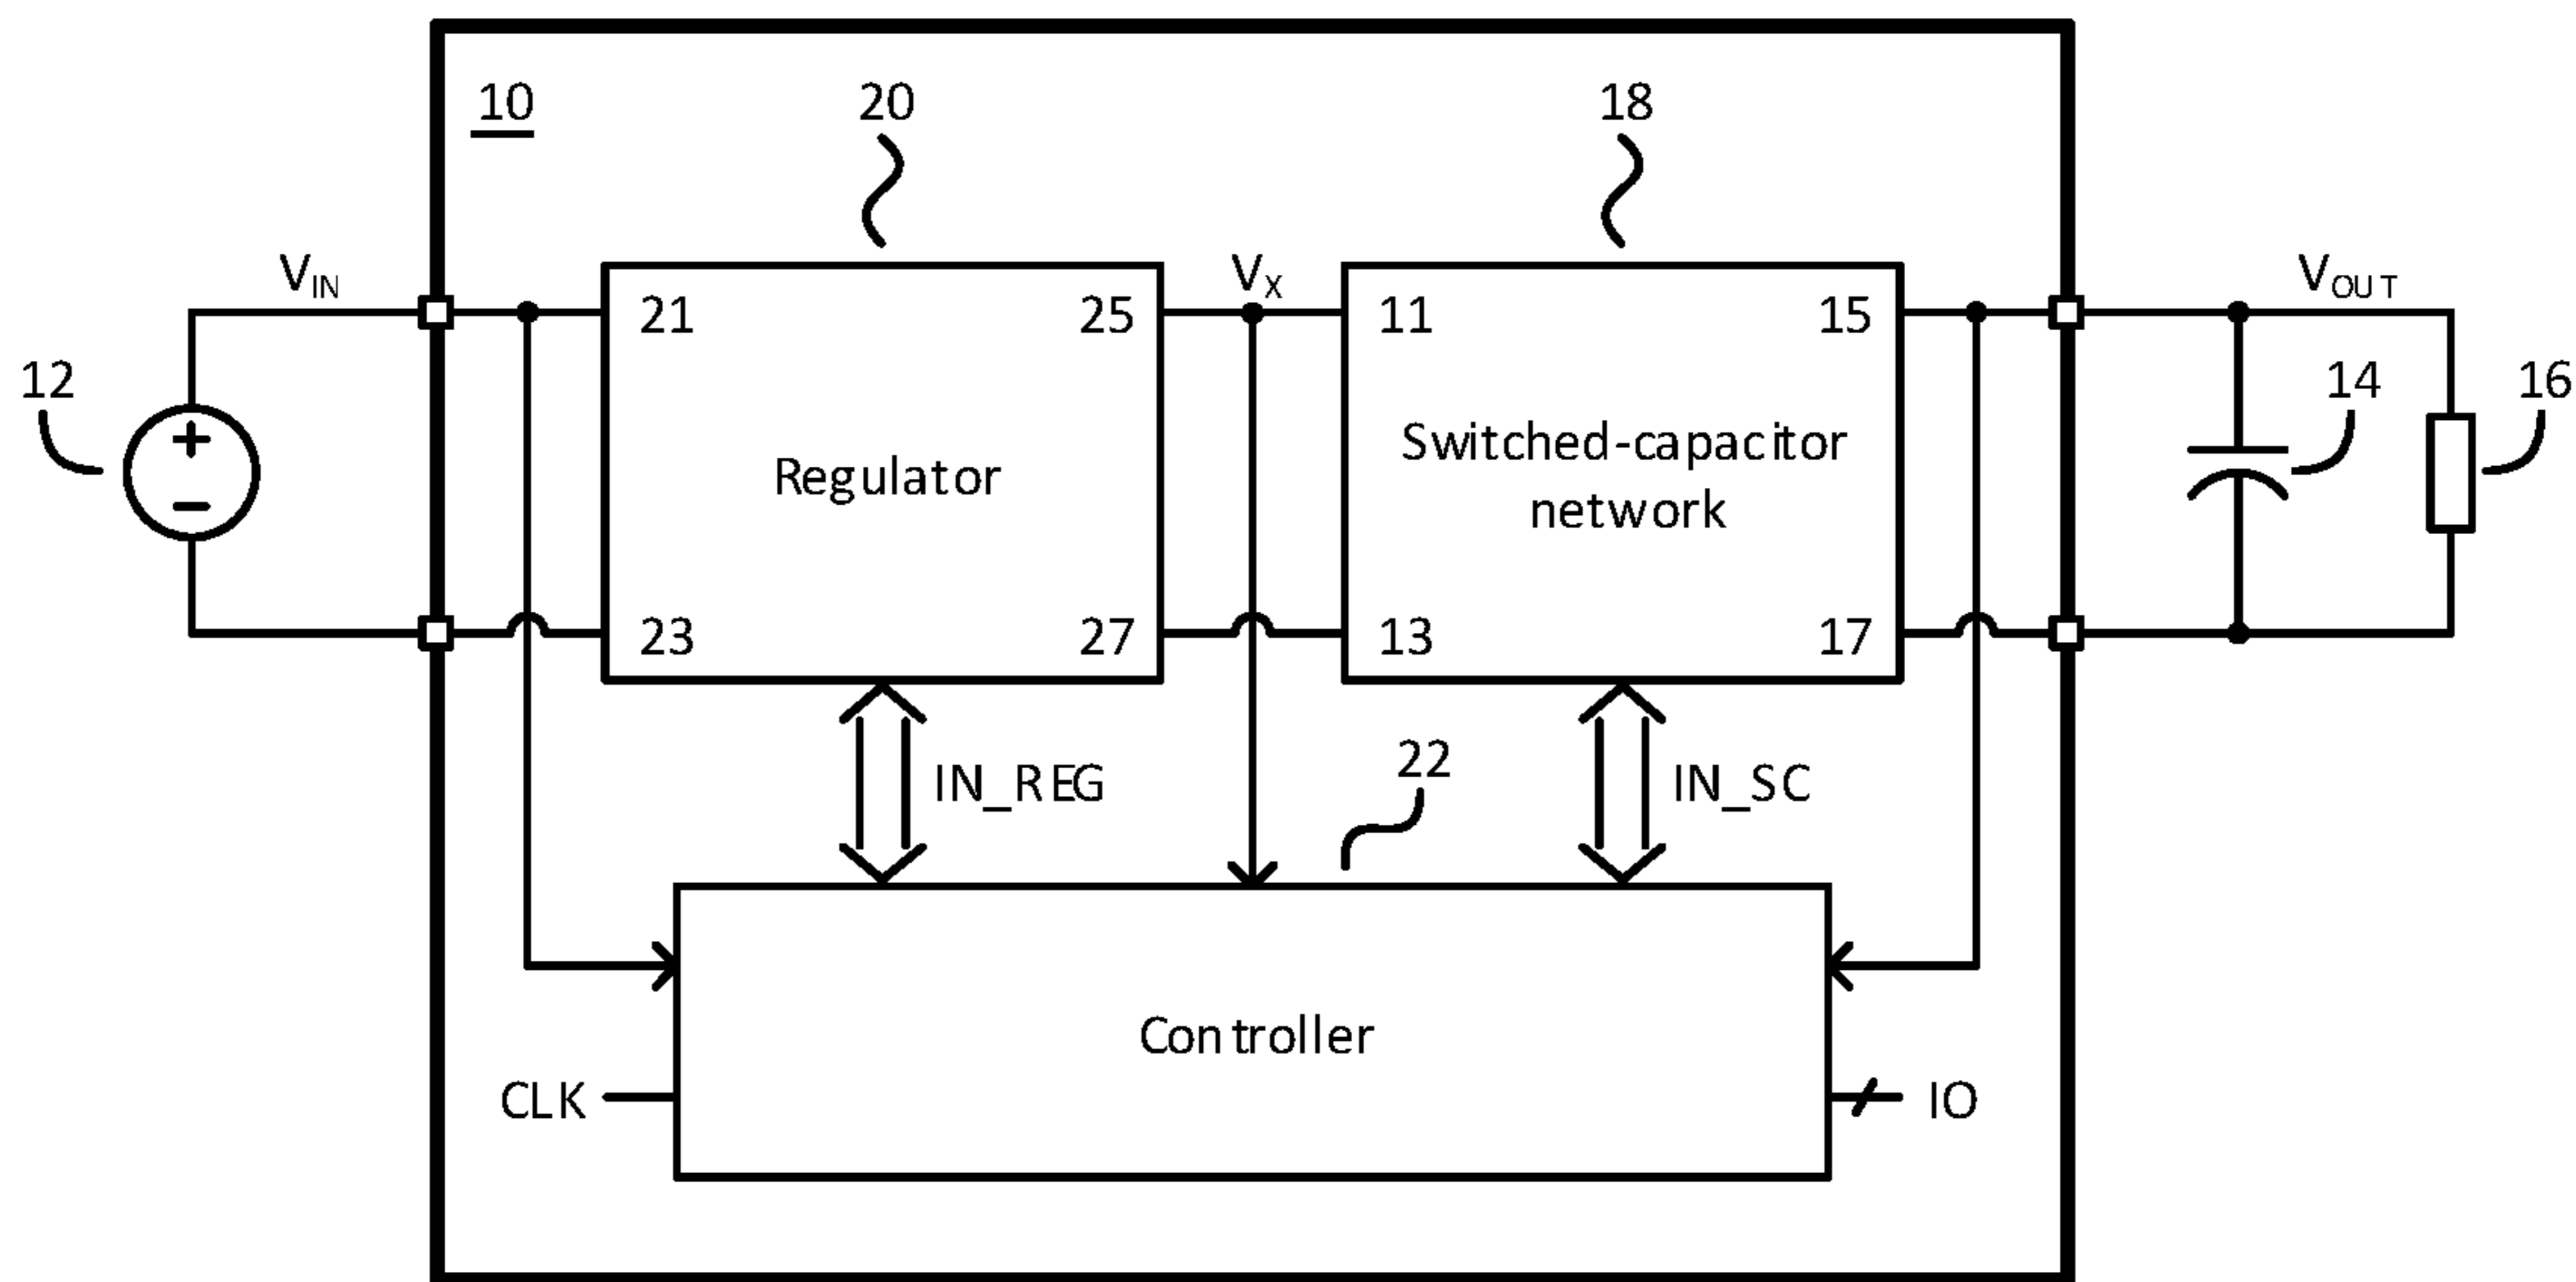 10
20
18
V_IN
V_X
V_OUT
21
25
11
15
12
14
16
Regulator
Switched-capacitor
network
23
27
13
17
IN_REG
22
IN_SC
Controller
CLK
IO